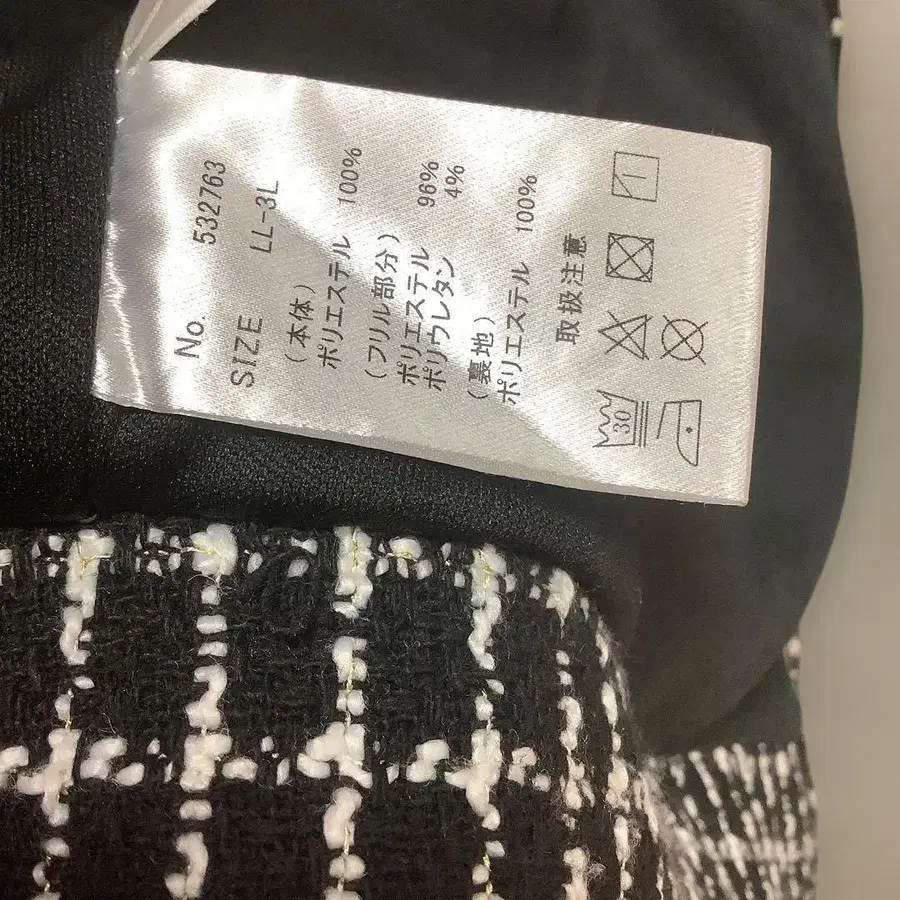 No. 532763
SIZE LL-3L
(本体)
ポリエステル 100%
(フリル部分)
ポリエステル 96%
ポリウレタン 4%
(裏地)
ポリエステル 100%
取扱注意
30